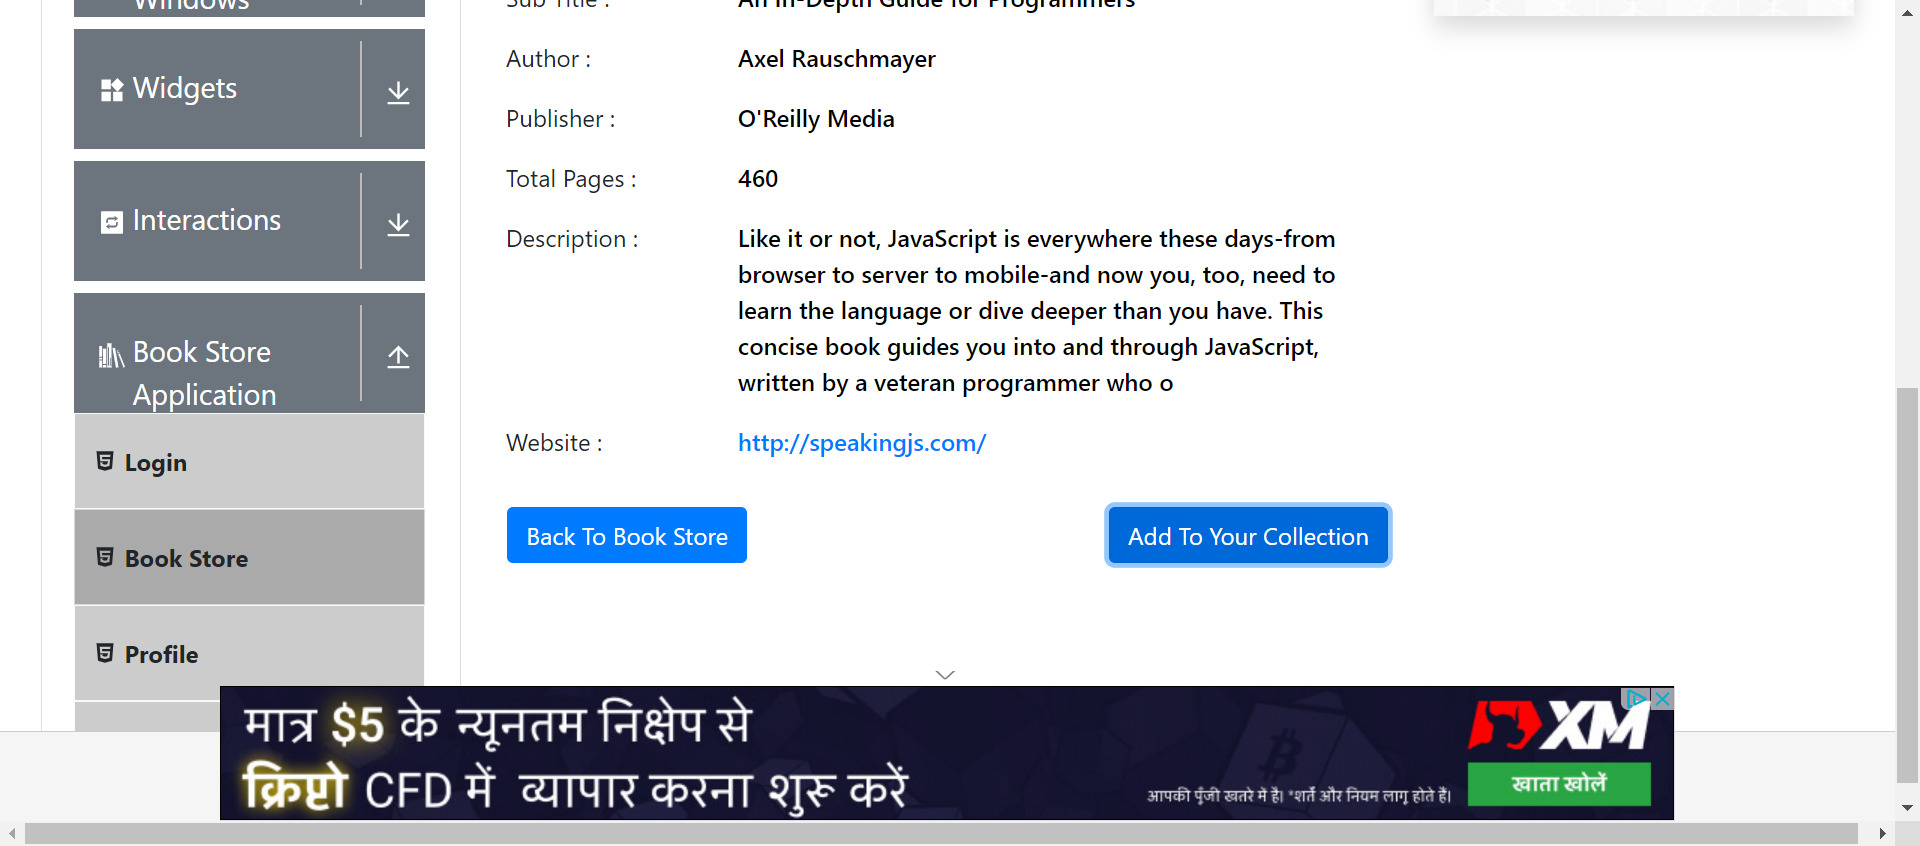 Windows
Widgets
Interactions
Book Store
Application
Login
Book Store
Profile
Sub Title : An In-Depth Guide for Programmers
Author : Axel Rauschmayer
Publisher : O'Reilly Media
Total Pages : 460
Description : Like it or not, JavaScript is everywhere these days-from
browser to server to mobile-and now you, too, need to
learn the language or dive deeper than you have. This
concise book guides you into and through JavaScript,
written by a veteran programmer who o
Website : http://speakingjs.com/
Back To Book Store Add To Your Collection
मात्र $5 के न्यूनतम निक्षेप से
क्रिप्टो CFD में व्यापार करना शुरू करें
आपकी पूँजी खतरे में है। *शर्तें और नियम लागू होते हैं।
XM
खाता खोलें